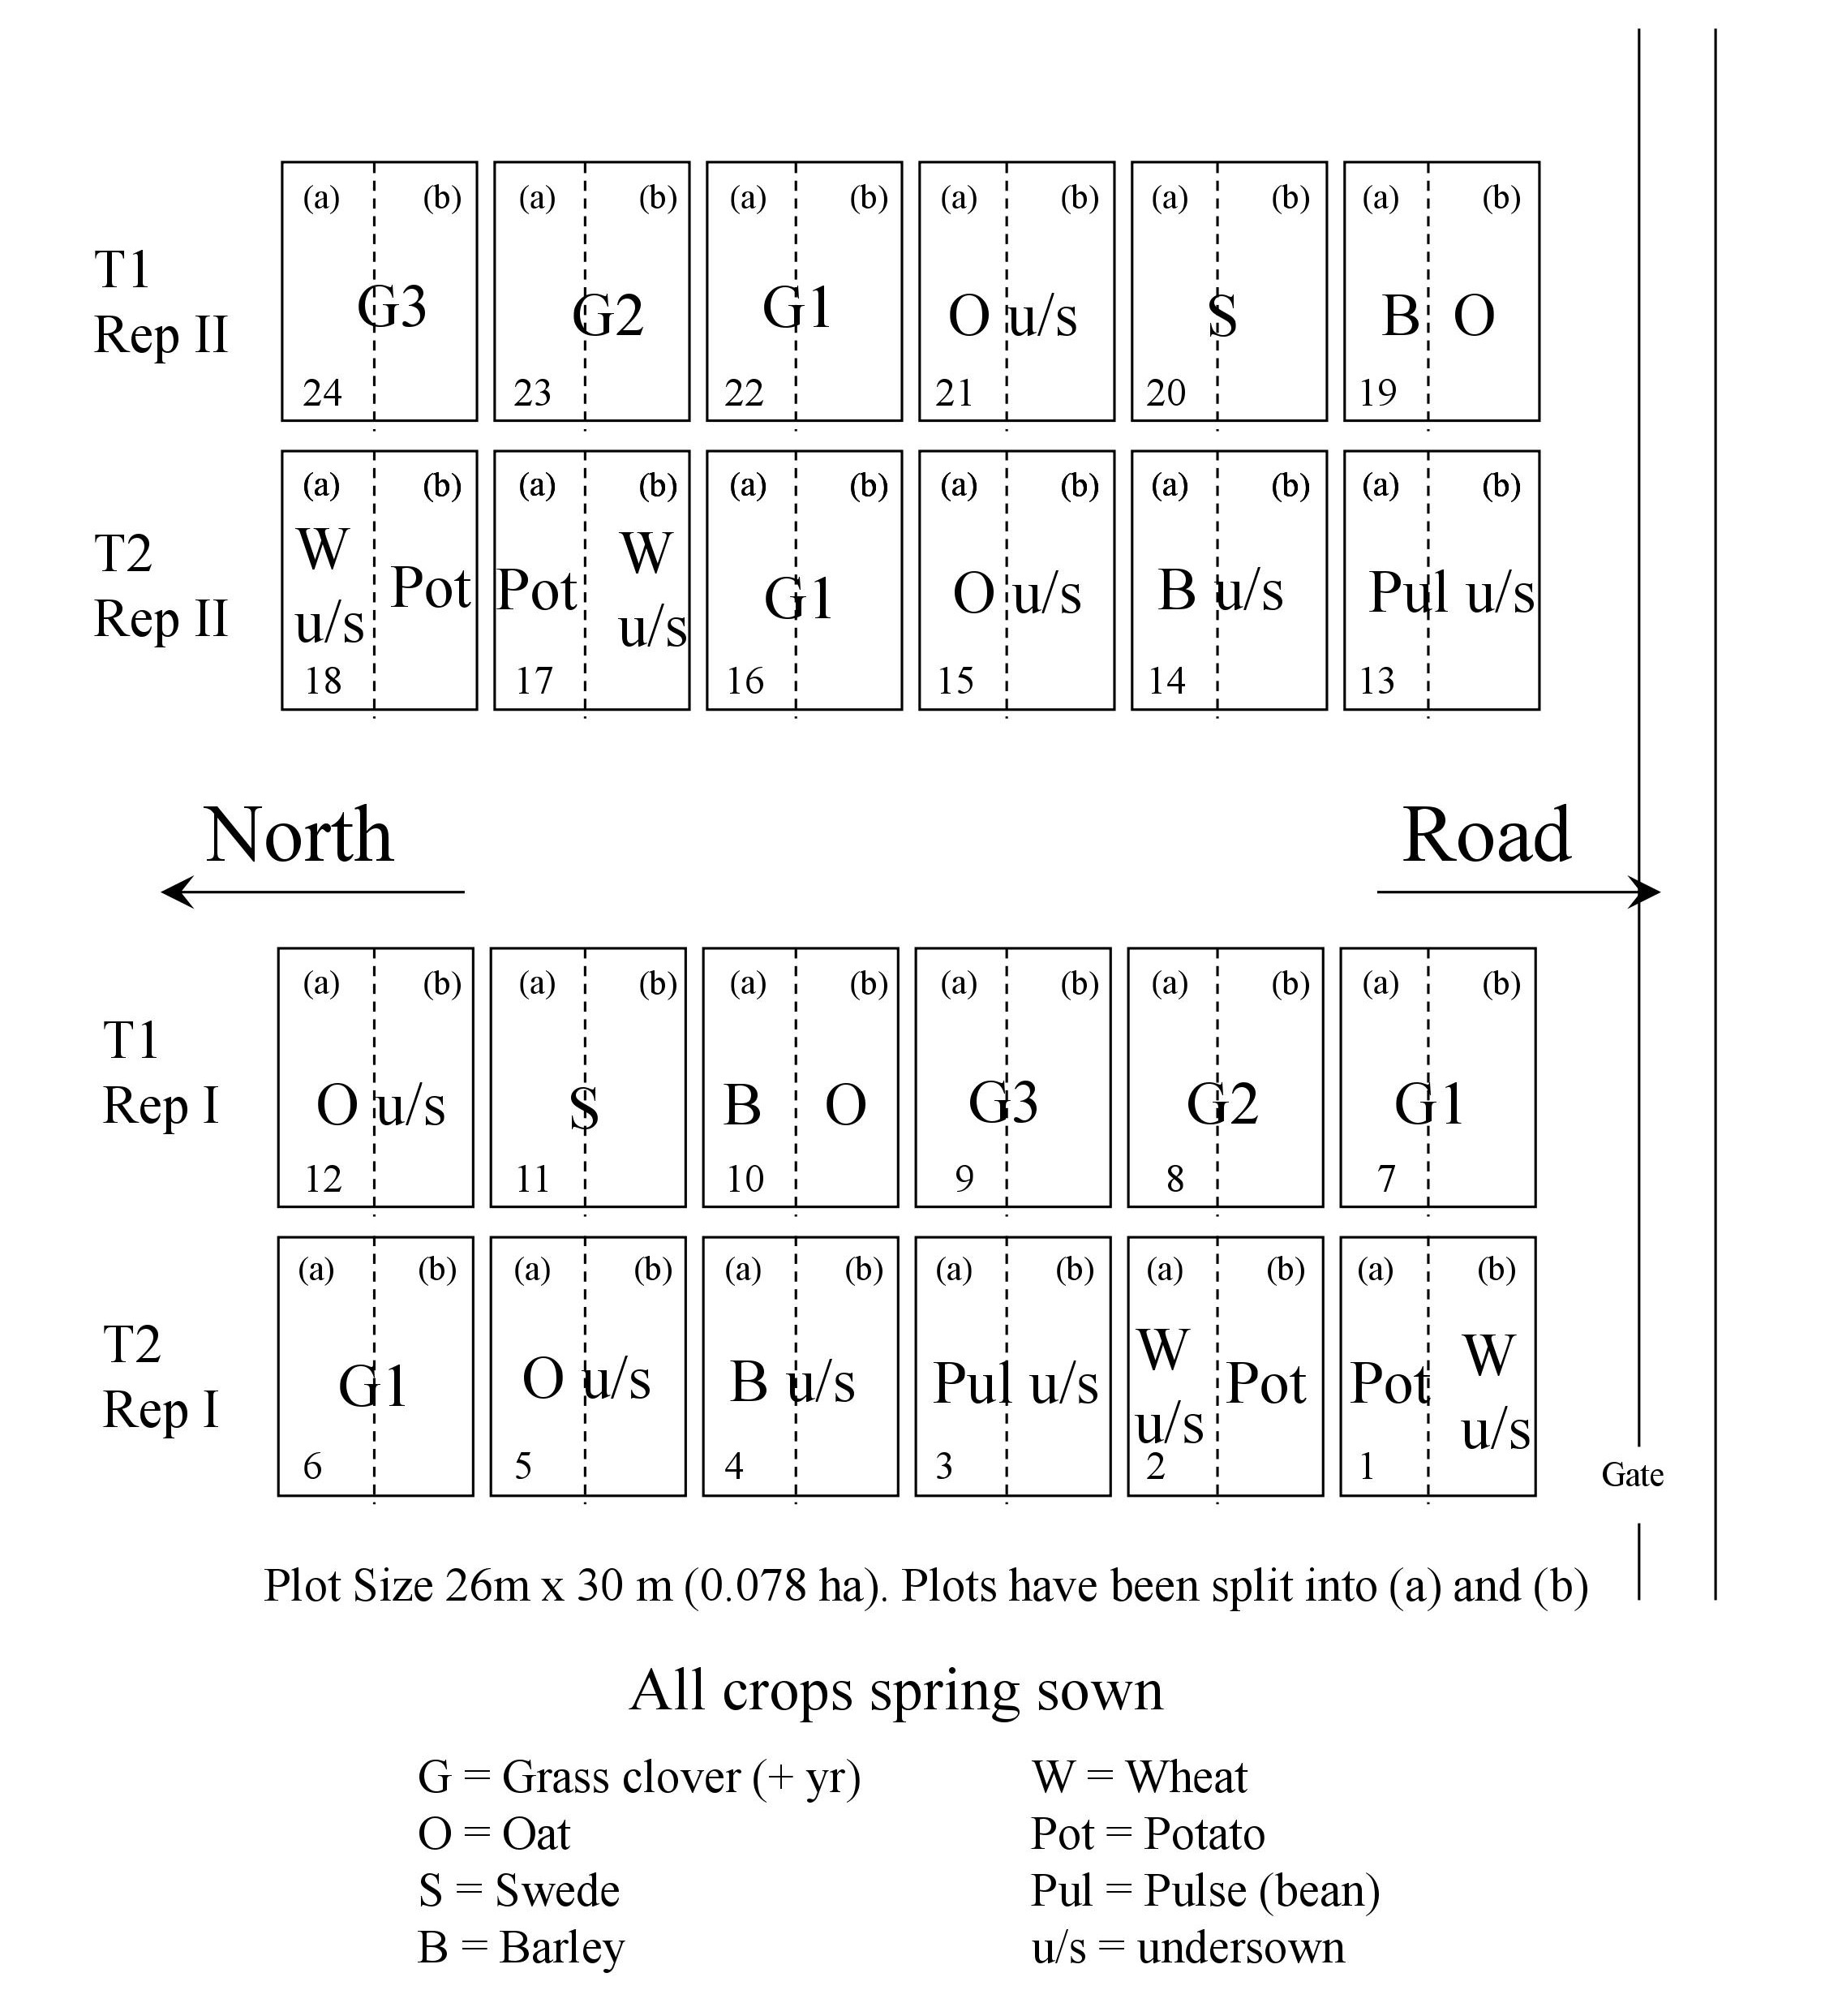 T1
Rep II
(a) (b) (a) (b) (a) (b) (a) (b) (a) (b) (a) (b)
G3 G2 G1 O u/s S B O
24 23 22 21 20 19
T2
Rep II
(a) (b) (a) (b) (a) (b) (a) (b) (a) (b) (a) (b)
W u/s Pot Pot W u/s G1 O u/s B u/s Pul u/s
18 17 16 15 14 13
North Road
T1
Rep I
(a) (b) (a) (b) (a) (b) (a) (b) (a) (b) (a) (b)
O u/s S B O G3 G2 G1
12 11 10 9 8 7
T2
Rep I
(a) (b) (a) (b) (a) (b) (a) (b) (a) (b) (a) (b)
G1 O u/s B u/s Pul u/s W u/s Pot Pot W u/s
6 5 4 3 2 1
Gate
Plot Size 26m x 30 m (0.078 ha). Plots have been split into (a) and (b)
All crops spring sown
G = Grass clover (+ yr)
O = Oat
S = Swede
B = Barley
W = Wheat
Pot = Potato
Pul = Pulse (bean)
u/s = undersown